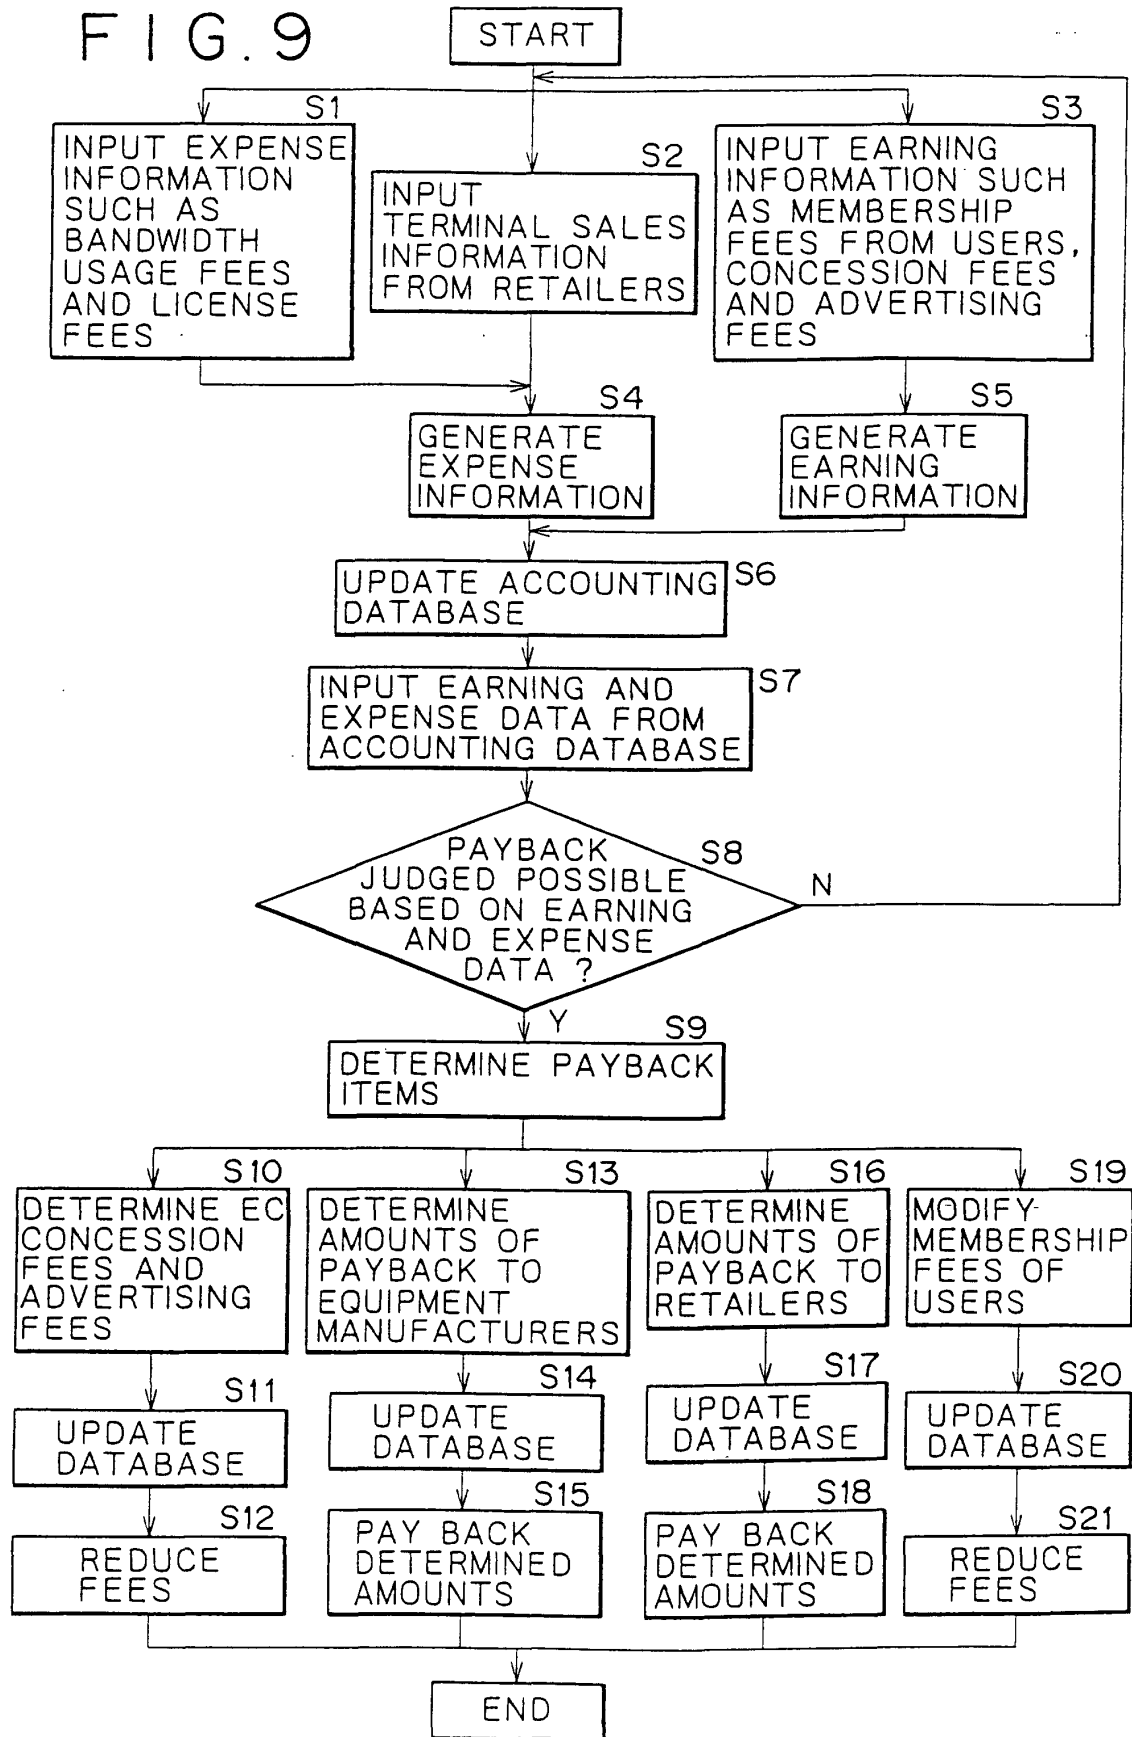 FIG.9
START
S1
INPUT EXPENSE
INFORMATION
SUCH AS
BANDWIDTH
USAGE FEES
AND LICENSE
FEES
S2
INPUT
TERMINAL SALES
INFORMATION
FROM RETAILERS
S3
INPUT EARNING
INFORMATION SUCH
AS MEMBERSHIP
FEES FROM USERS,
CONCESSION FEES
AND ADVERTISING
FEES
S4
GENERATE
EXPENSE
INFORMATION
S5
GENERATE
EARNING
INFORMATION
S6
UPDATE ACCOUNTING
DATABASE
S7
INPUT EARNING AND
EXPENSE DATA FROM
ACCOUNTING DATABASE
S8
PAYBACK
JUDGED POSSIBLE
BASED ON EARNING
AND EXPENSE
DATA ?
N
Y
S9
DETERMINE PAYBACK
ITEMS
S10
DETERMINE EC
CONCESSION
FEES AND
ADVERTISING
FEES
S13
DETERMINE
AMOUNTS OF
PAYBACK TO
EQUIPMENT
MANUFACTURERS
S16
DETERMINE
AMOUNTS OF
PAYBACK TO
RETAILERS
S19
MODIFY
MEMBERSHIP
FEES OF
USERS
S11
UPDATE
DATABASE
S14
UPDATE
DATABASE
S17
UPDATE
DATABASE
S20
UPDATE
DATABASE
S12
REDUCE
FEES
S15
PAY BACK
DETERMINED
AMOUNTS
S18
PAY BACK
DETERMINED
AMOUNTS
S21
REDUCE
FEES
END